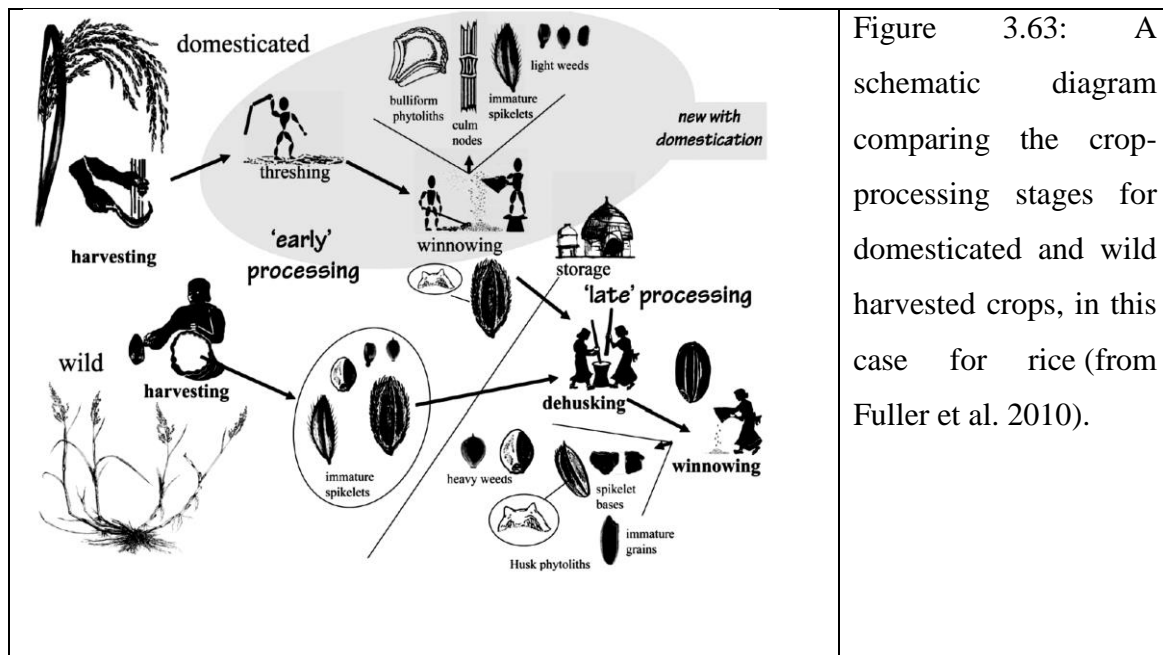 domesticated
bulliform
phytoliths
culm
nodes
immature
spikelets
light weeds
new with
domestication
threshing
harvesting
'early'
processing
winnowing
storage
'late' processing
wild
harvesting
dehusking
immature
spikelets
winnowing
heavy weeds
spikelet
bases
immature
grains
Husk phytoliths
Figure 3.63: A
schematic diagram
comparing the crop-
processing stages for
domesticated and wild
harvested crops, in this
case for rice (from
Fuller et al. 2010).